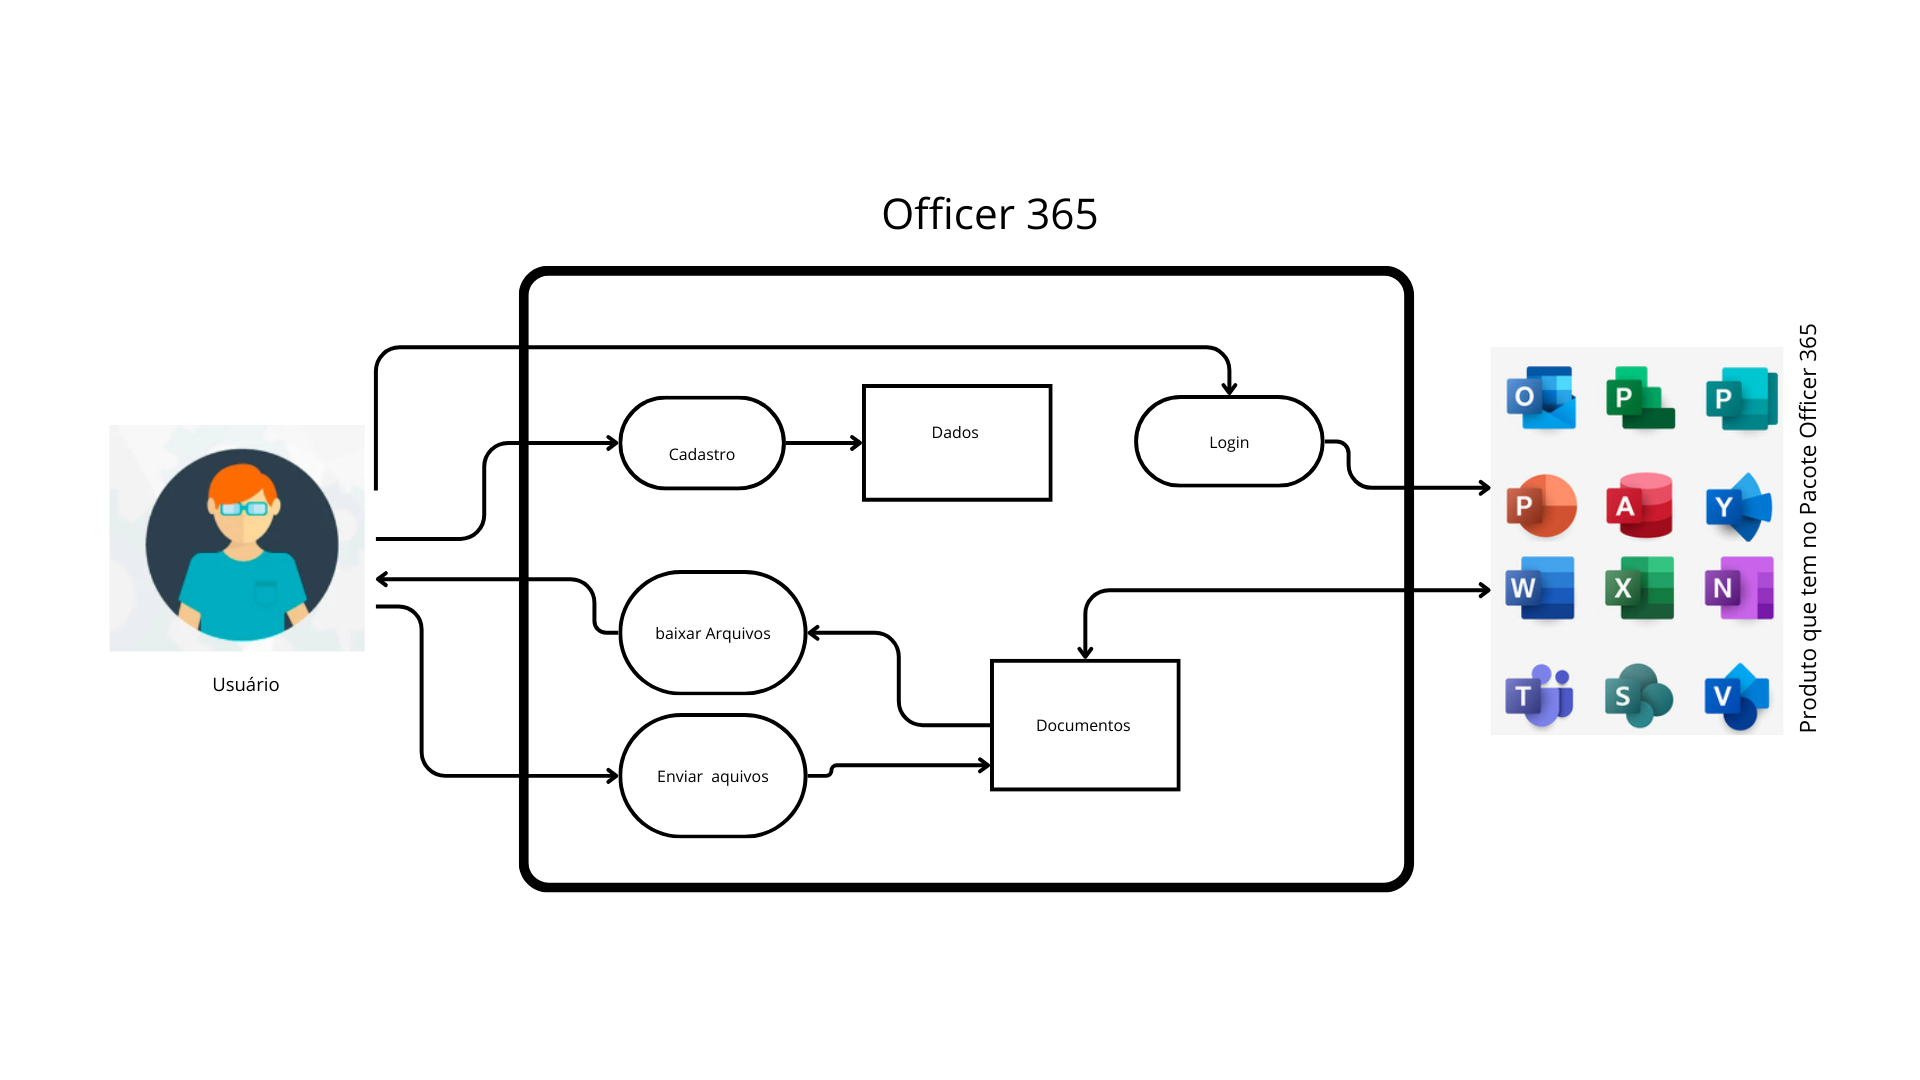 Officer 365
Cadastro
Dados
Login
baixar Arquivos
Documentos
Enviar  aquivos
Usuário
O P P
P A Y
W X N
T S V
Produto que tem no Pacote Officer 365